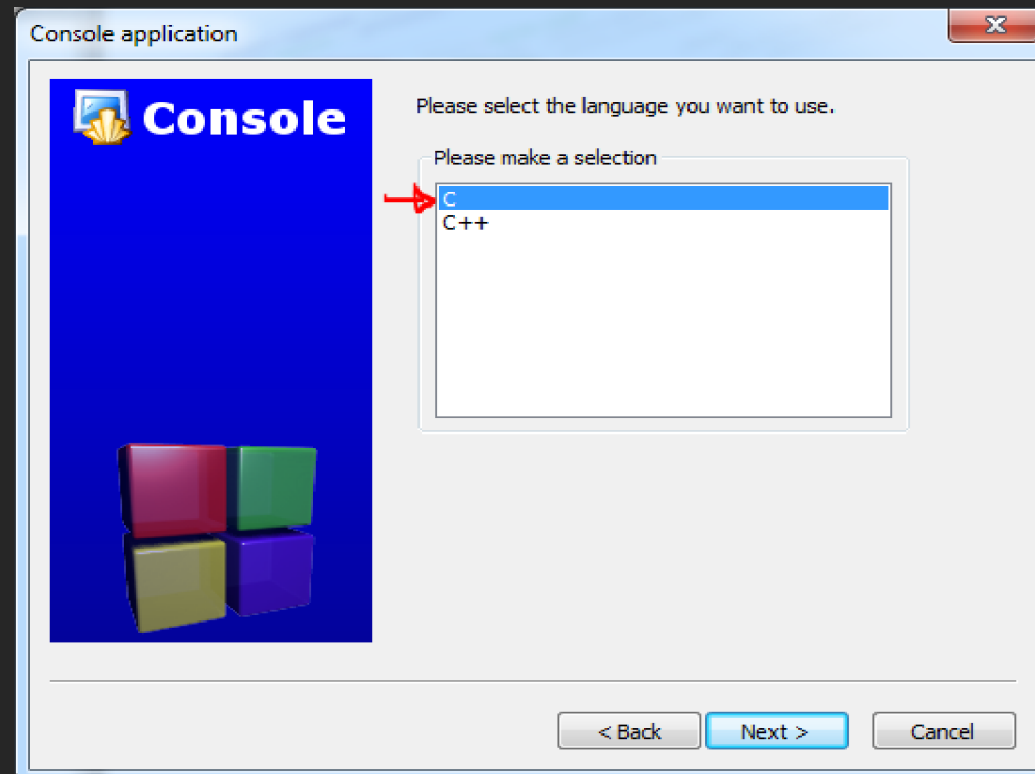 Console application
Console
Please select the language you want to use.
Please make a selection
C
C++
< Back
Next >
Cancel